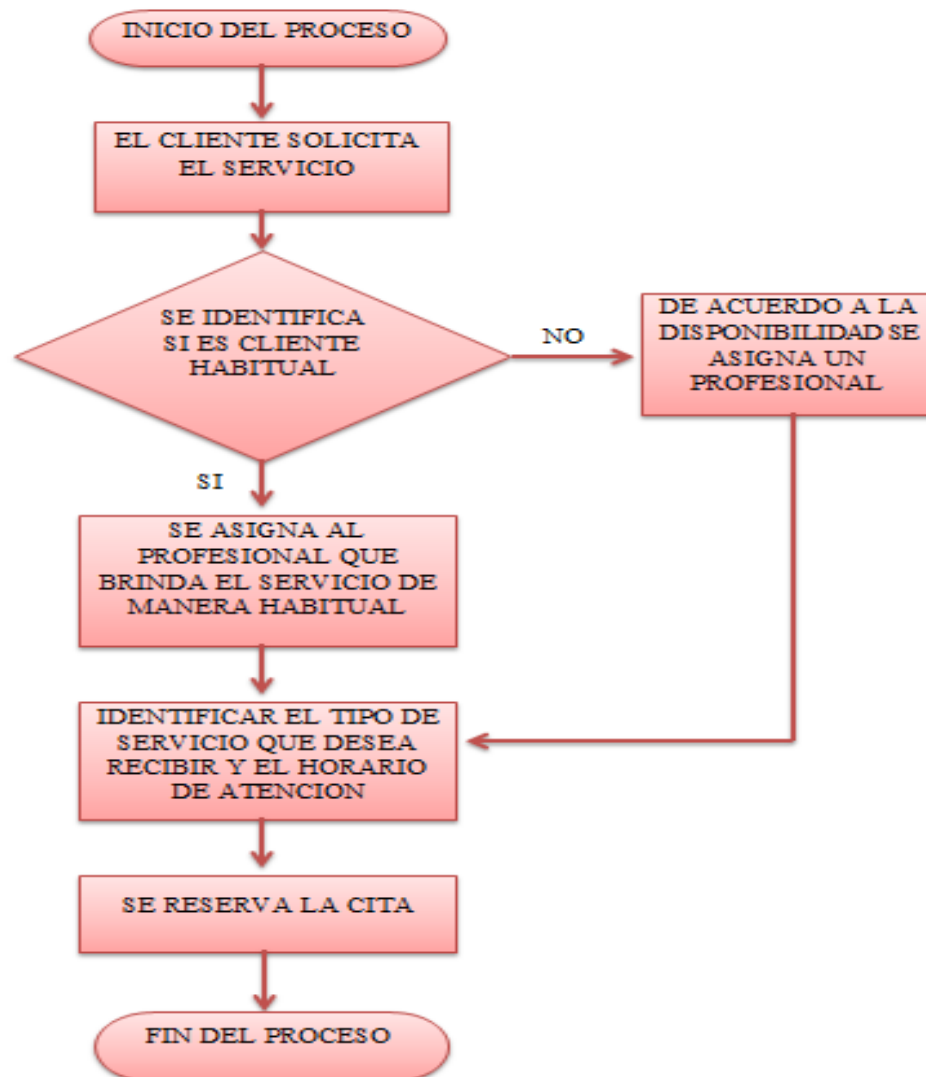 INICIO DEL PROCESO
EL CLIENTE SOLICITA
EL SERVICIO
SE IDENTIFICA
SI ES CLIENTE
HABITUAL
NO
DE ACUERDO A LA
DISPONIBILIDAD SE
ASIGNA UN
PROFESIONAL
SI
SE ASIGNA AL
PROFESIONAL QUE
BRINDA EL SERVICIO DE
MANERA HABITUAL
IDENTIFICAR EL TIPO DE
SERVICIO QUE DESEA
RECIBIR Y EL HORARIO
DE ATENCION
SE RESERVA LA CITA
FIN DEL PROCESO